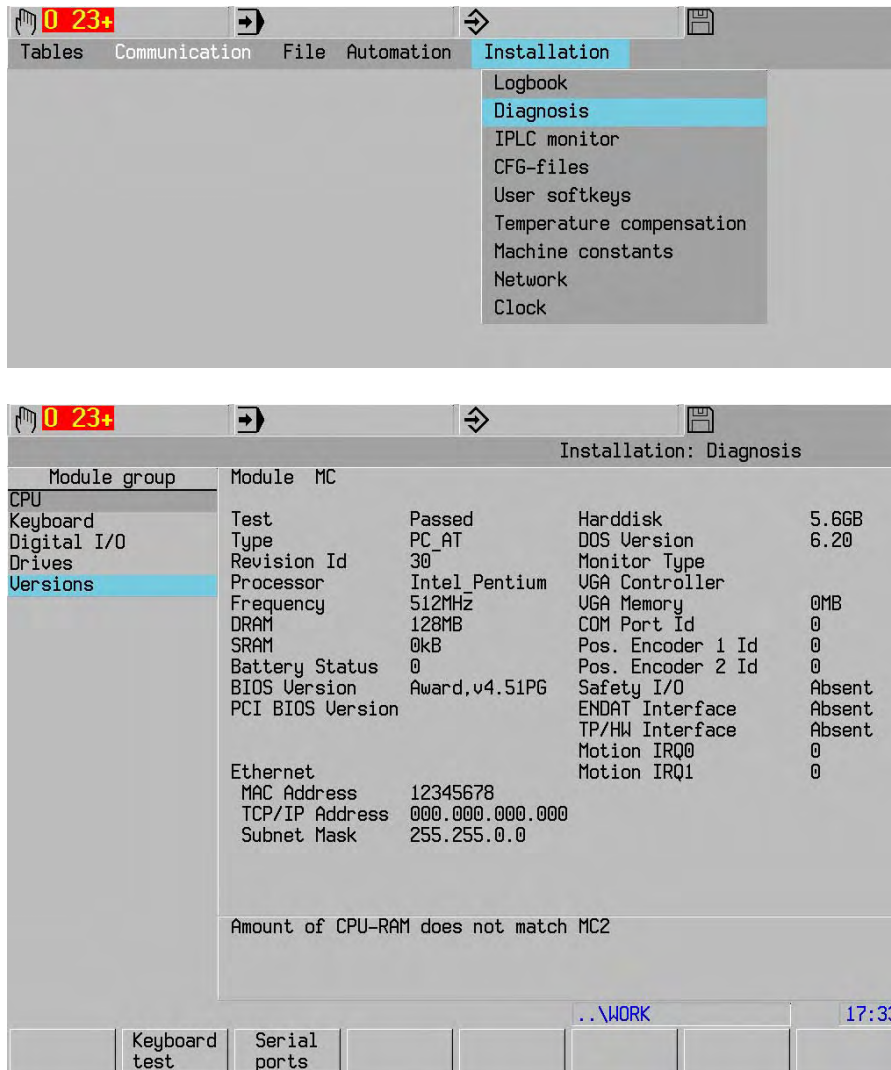 0 23+
Tables Communication File Automation Installation
Logbook
Diagnosis
IPLC monitor
CFG-files
User softkeys
Temperature compensation
Machine constants
Network
Clock
0 23+
Installation: Diagnosis
Module group
CPU
Keyboard
Digital I/O
Drives
Versions
Module MC
Test Passed
Type PC_AT
Revision Id 30
Processor Intel_Pentium
Frequency 512MHz
DRAM 128MB
SRAM 0kB
Battery Status 0
BIOS Version Award,v4.51PG
PCI BIOS Version
Ethernet
MAC Address 12345678
TCP/IP Address 000.000.000.000
Subnet Mask 255.255.0.0
Harddisk 5.6GB
DOS Version 6.20
Monitor Type
VGA Controller
VGA Memory 0MB
COM Port Id 0
Pos. Encoder 1 Id 0
Pos. Encoder 2 Id 0
Safety I/O Absent
ENDAT Interface Absent
TP/HW Interface Absent
Motion IRQ0 0
Motion IRQ1 0
Amount of CPU-RAM does not match MC2
..\WORK
Keyboard test
Serial ports